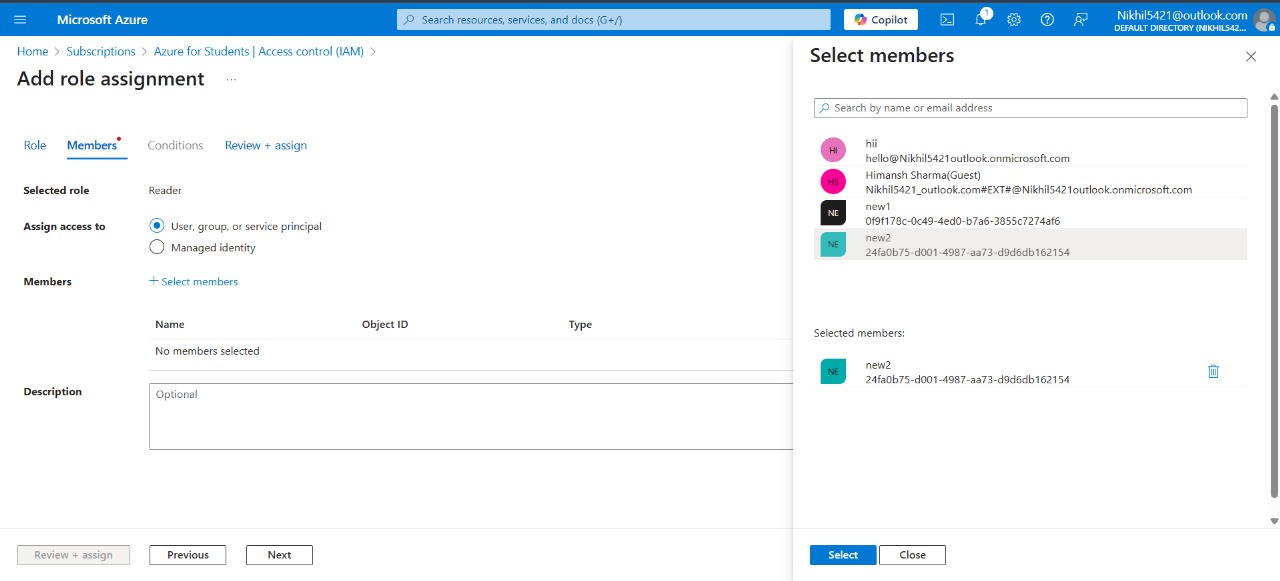 Microsoft Azure
Search resources, services, and docs (G+/)
Copilot
1
Nikhil5421@outlook.com
DEFAULT DIRECTORY (NIKHIL542...
Home > Subscriptions > Azure for Students | Access control (IAM) >
Add role assignment ...
Role Members Conditions Review + assign
Selected role Reader
Assign access to User, group, or service principal
Managed identity
Members + Select members
Name Object ID Type
No members selected
Description Optional
Review + assign Previous Next
Select members
Search by name or email address
HI
hii
hello@Nikhil5421outlook.onmicrosoft.com
HS
Himansh Sharma(Guest)
Nikhil5421_outlook.com#EXT#@Nikhil5421outlook.onmicrosoft.com
NE
new1
0f9f178c-0c49-4ed0-b7a6-3855c7274af6
NE
new2
24fa0b75-d001-4987-aa73-d9d6db162154
Selected members:
NE
new2
24fa0b75-d001-4987-aa73-d9d6db162154
Select Close